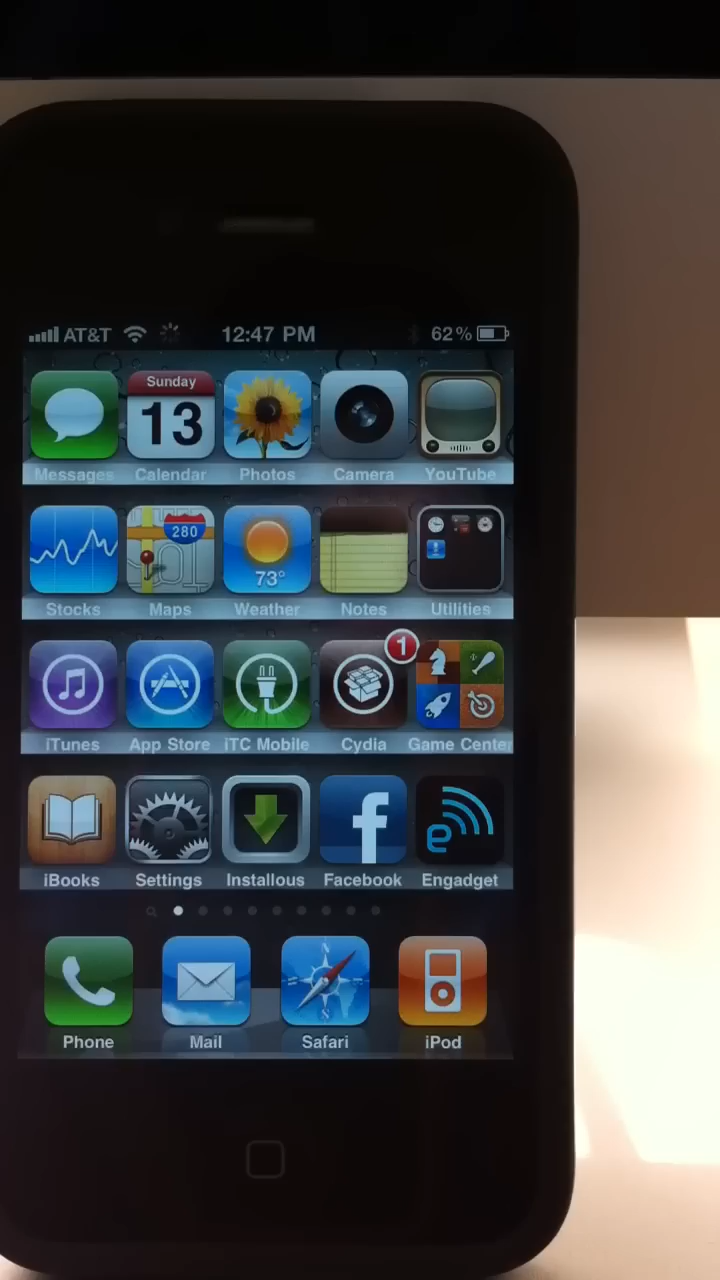 AT&T 12:47 PM 62%
Sunday
13
Messages Calendar Photos Camera YouTube
280
73°
Stocks Maps Weather Notes Utilities
1
iTunes App Store iTC Mobile Cydia Game Center
f e
iBooks Settings Installous Facebook Engadget
N
S
Phone Mail Safari iPod